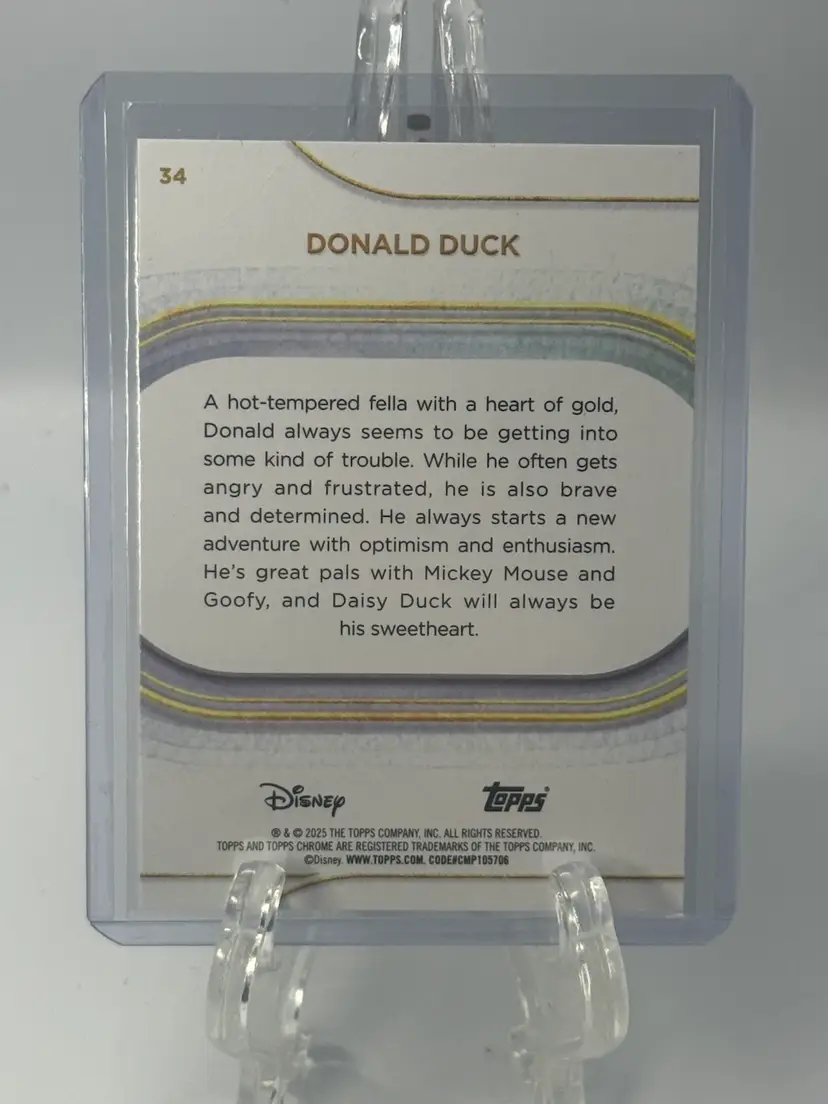 34
DONALD DUCK
A hot-tempered fella with a heart of gold,
Donald always seems to be getting into
some kind of trouble. While he often gets
angry and frustrated, he is also brave
and determined. He always starts a new
adventure with optimism and enthusiasm.
He's great pals with Mickey Mouse and
Goofy, and Daisy Duck will always be
his sweetheart.
Disney topps®
® & © 2025 THE TOPPS COMPANY, INC. ALL RIGHTS RESERVED.
TOPPS AND TOPPS CHROME ARE REGISTERED TRADEMARKS OF THE TOPPS COMPANY, INC.
©Disney. WWW.TOPPS.COM. CODE#CMP105706